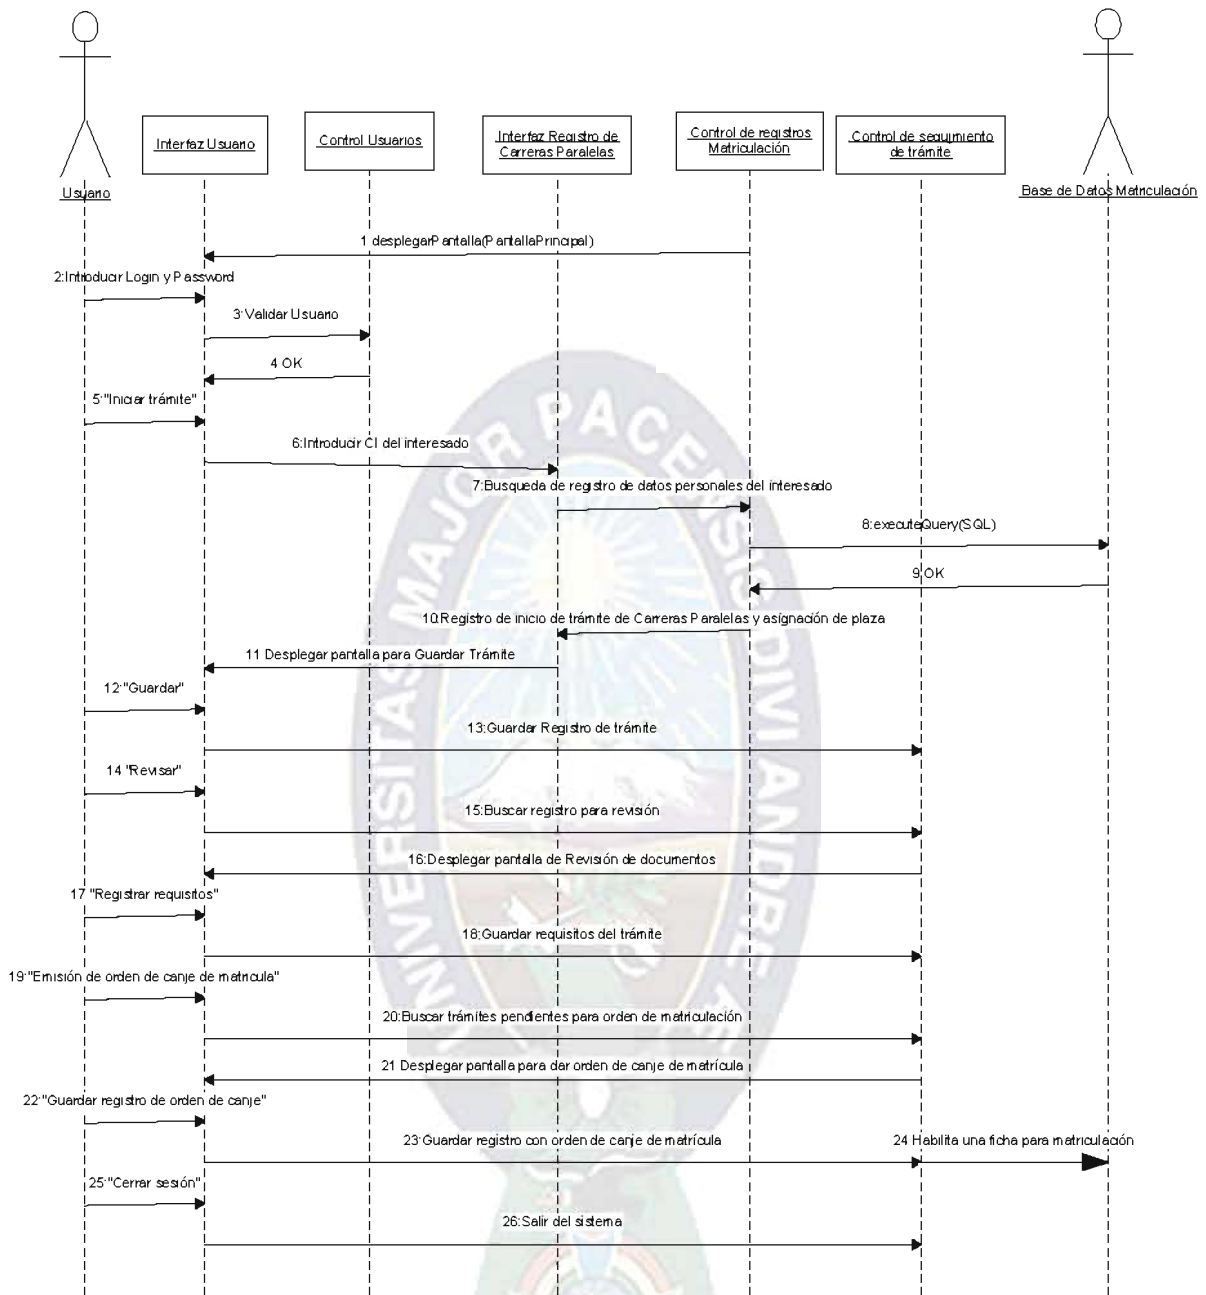 Usuario
Interfaz Usuario
Control Usuarios
Interfaz Registro de
Carreras Paralelas
Control de registros
Matriculación
Control de seguimiento
de trámite
Base de Datos Matriculación
1 desplegarPantalla(PantallaPrincipal)
2:Introducir Login y Password
3:Validar Usuario
4 OK
5:"Iniciar trámite"
6:Introducir CI del interesado
7:Busqueda de registro de datos personales del interesado
8:executeQuery(SQL)
9 OK
10:Registro de inicio de trámite de Carreras Paralelas y asignación de plaza
11 Desplegar pantalla para Guardar Trámite
12:"Guardar"
13:Guardar Registro de trámite
14 "Revisar"
15:Buscar registro para revisión
16:Desplegar pantalla de Revisión de documentos
17 "Registrar requisitos"
18:Guardar requisitos del trámite
19:"Emisión de orden de canje de matricula"
20:Buscar trámites pendientes para orden de matriculación
21 Desplegar pantalla para dar orden de canje de matrícula
22:"Guardar registro de orden de canje"
23:Guardar registro con orden de canje de matrícula
24 Habilita una ficha para matriculación
25:"Cerrar sesión"
26:Salir del sistema
UNIVERSITAS MAJOR PACENSIS DIVI ANDRE Æ